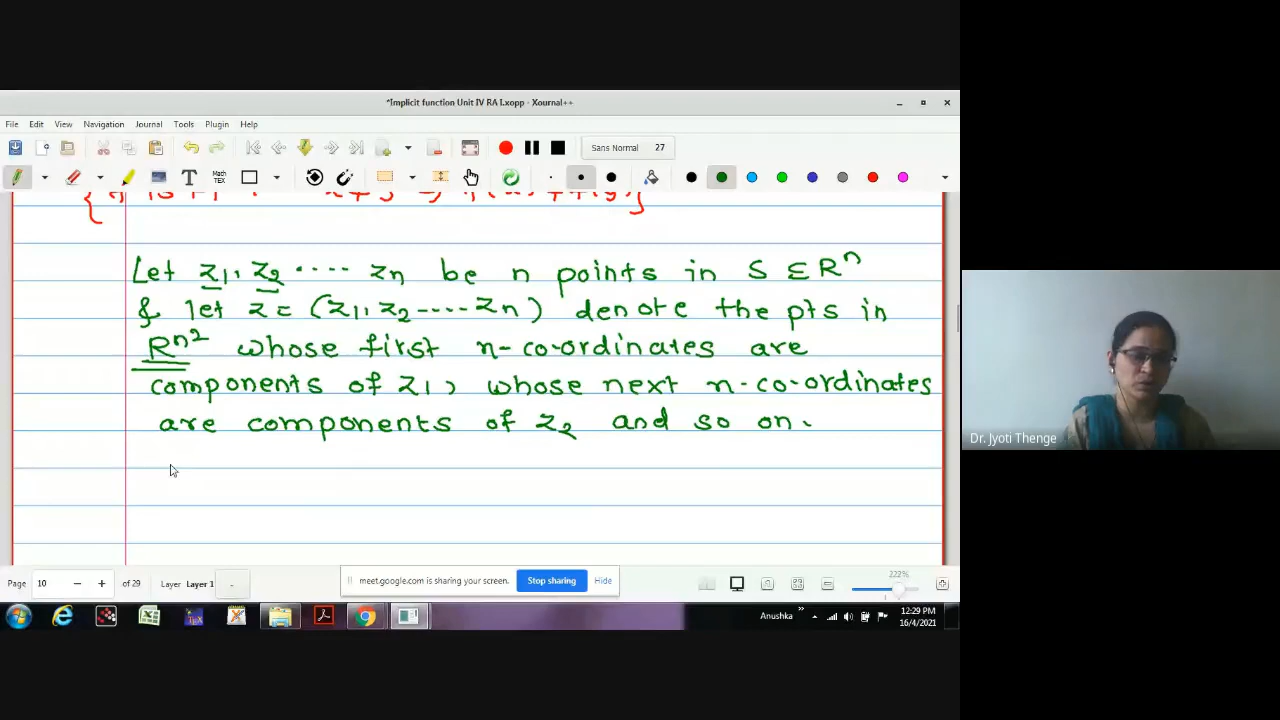 *Implicit function Unit IV RA I.xopp - Xournal++
File Edit View Navigation Journal Tools Plugin Help
Sans Normal 27
Let z1, z2 ···· zn be n points in S ⊆ Rⁿ
& let z = (z1, z2 ---- zn) denote the pts in
Rⁿ² whose first n-co-ordinates are
components of z1, whose next n-co-ordinates
are components of z2 and so on.
Dr. Jyoti Thenge
Page 10 of 29 Layer Layer 1
meet.google.com is sharing your screen. Stop sharing Hide
222%
Anushka
12:29 PM
16/4/2021